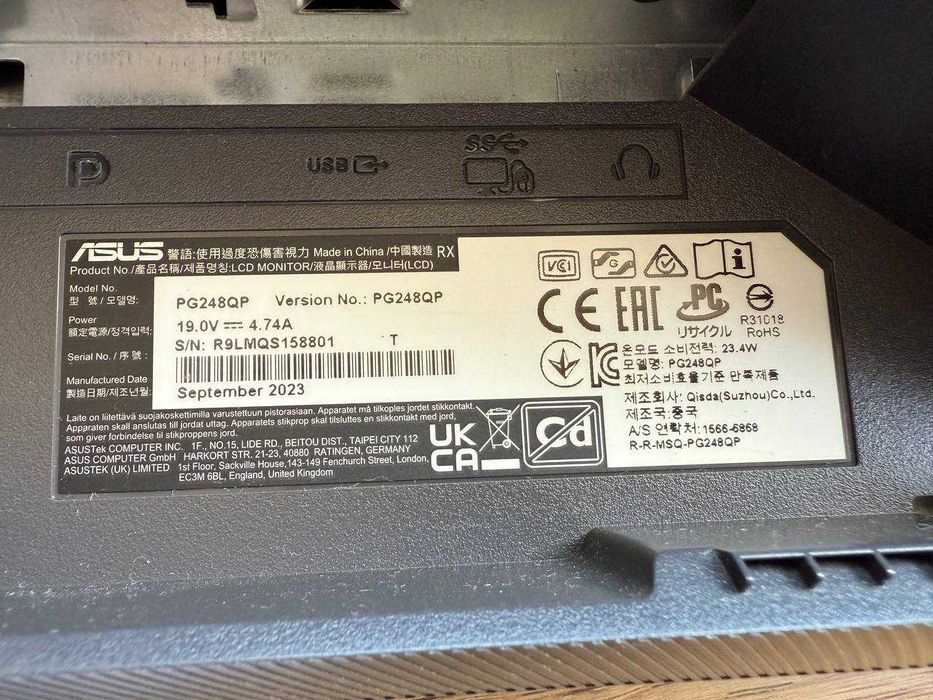 USB
SS
ASUS 警語:使用過度恐傷害視力 Made in China /中國製造 RX
Product No /產品名稱/제품명칭:LCD MONITOR/液晶顯示器/모니터(LCD)
Model No.
型 號 / 모델명:
PG248QP Version No.: PG248QP
Power
額定電源/정격입력:
19.0V 4.74A
S/N: R9LMQS158801 T
Serial No. / 序 號 :
Manufactured Date
製造日期/제조년월:
September 2023
Laite on liitettävä suojakoskettimilla varustettuun pistorasiaan. Apparatet må tilkoples jordet stikkontakt.
Apparaten skall anslutas till jordat uttag. Apparatets stikprop skal tilsluttes en stikkontakt med jord,
som giver forbindelse til stikproppens jord.
ASUSTeK COMPUTER INC. 1F., NO.15, LIDE RD., BEITOU DIST., TAIPEI CITY 112
ASUS COMPUTER GmbH HARKORT STR. 21-23, 40880 RATINGEN, GERMANY
ASUSTEK (UK) LIMITED 1st Floor, Sackville House,143-149 Fenchurch Street, London,
EC3M 6BL, England, United Kingdom
UK
CA
Cd
VCI
CE EAC PC
リサイクル
R31018
RoHS
온모드 소비전력: 23.4W
모델명: PG248QP
최저소비효율기준 만족제품
제조회사: Qisda(Suzhou)Co.,Ltd.
제조국: 중국
A/S 연락처: 1566-6868
R-R-MSQ-PG248QP